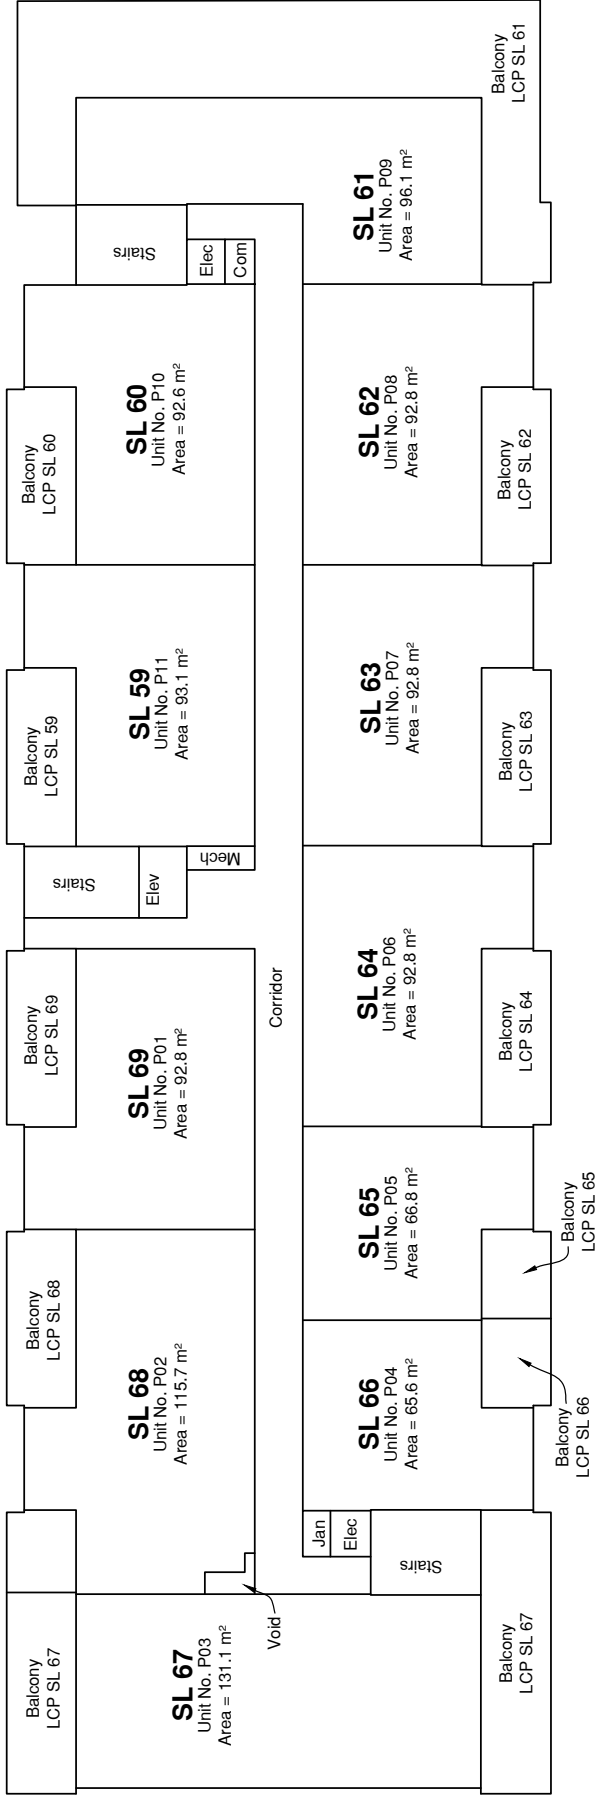 Balcony
LCP SL 61
SL 61
Unit No. P09
Area = 96.1 m²
Stairs
Elec
Com
Balcony
LCP SL 60
SL 60
Unit No. P10
Area = 92.6 m²
SL 62
Unit No. P08
Area = 92.8 m²
Balcony
LCP SL 62
Balcony
LCP SL 59
SL 59
Unit No. P11
Area = 93.1 m²
SL 63
Unit No. P07
Area = 92.8 m²
Balcony
LCP SL 63
Stairs
Elev
Mech
Balcony
LCP SL 69
SL 69
Unit No. P01
Area = 92.8 m²
Corridor
SL 64
Unit No. P06
Area = 92.8 m²
Balcony
LCP SL 64
SL 65
Unit No. P05
Area = 66.8 m²
Balcony
LCP SL 65
Balcony
LCP SL 68
SL 68
Unit No. P02
Area = 115.7 m²
SL 66
Unit No. P04
Area = 65.6 m²
Balcony
LCP SL 66
Jan
Elec
Stairs
Void
Balcony
LCP SL 67
SL 67
Unit No. P03
Area = 131.1 m²
Balcony
LCP SL 67